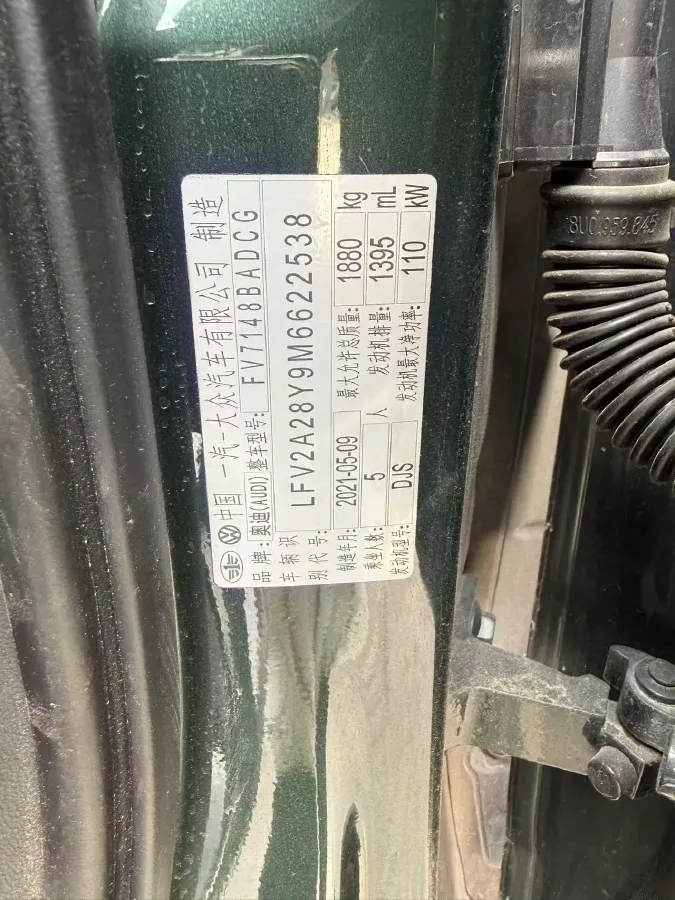 中国 一汽-大众汽车有限公司 制造
品牌:奥迪(AUDI) 整车型号: FV7148BADCG
车辆识别代号: LFV2A28Y9M6622538
制造年月: 2021-05-09 最大允许总质量: 1880 kg
乘坐人数: 5 人 发动机排量: 1395 mL
发动机型号: DJS 发动机最大净功率: 110 kW
8U0.959.845